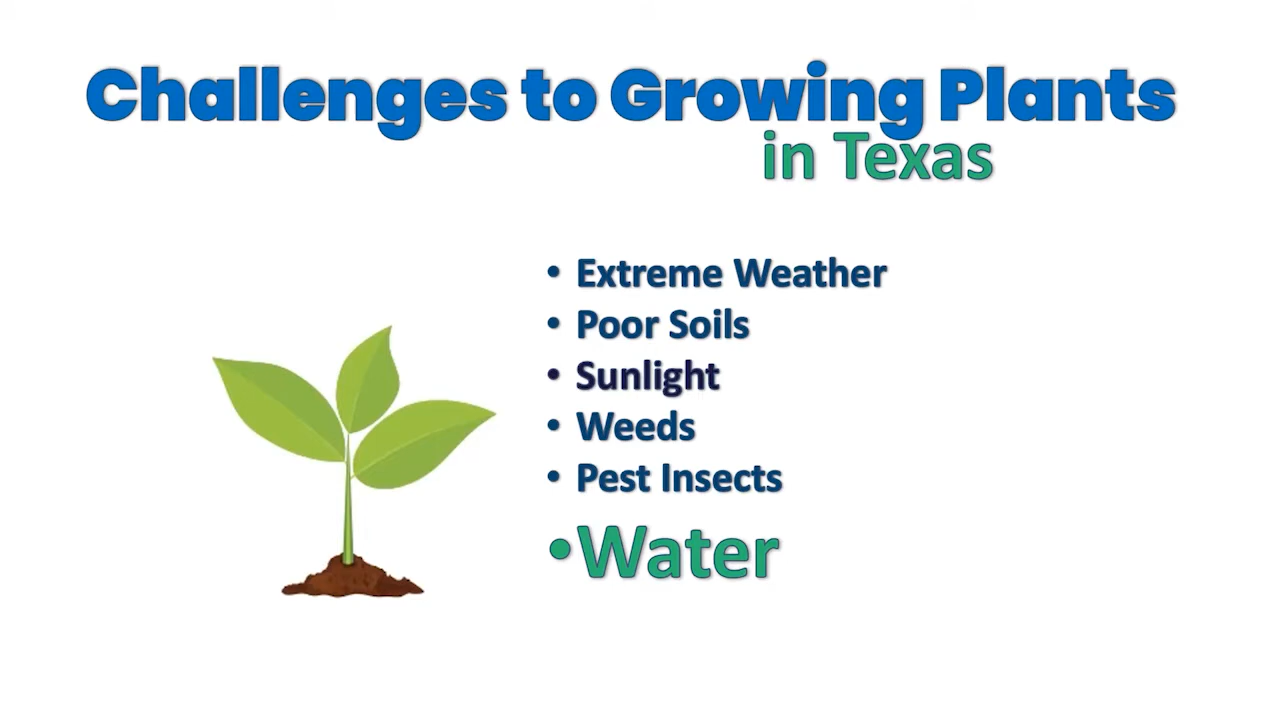 Challenges to Growing Plants
in Texas
• Extreme Weather
• Poor Soils
• Sunlight
• Weeds
• Pest Insects
•Water